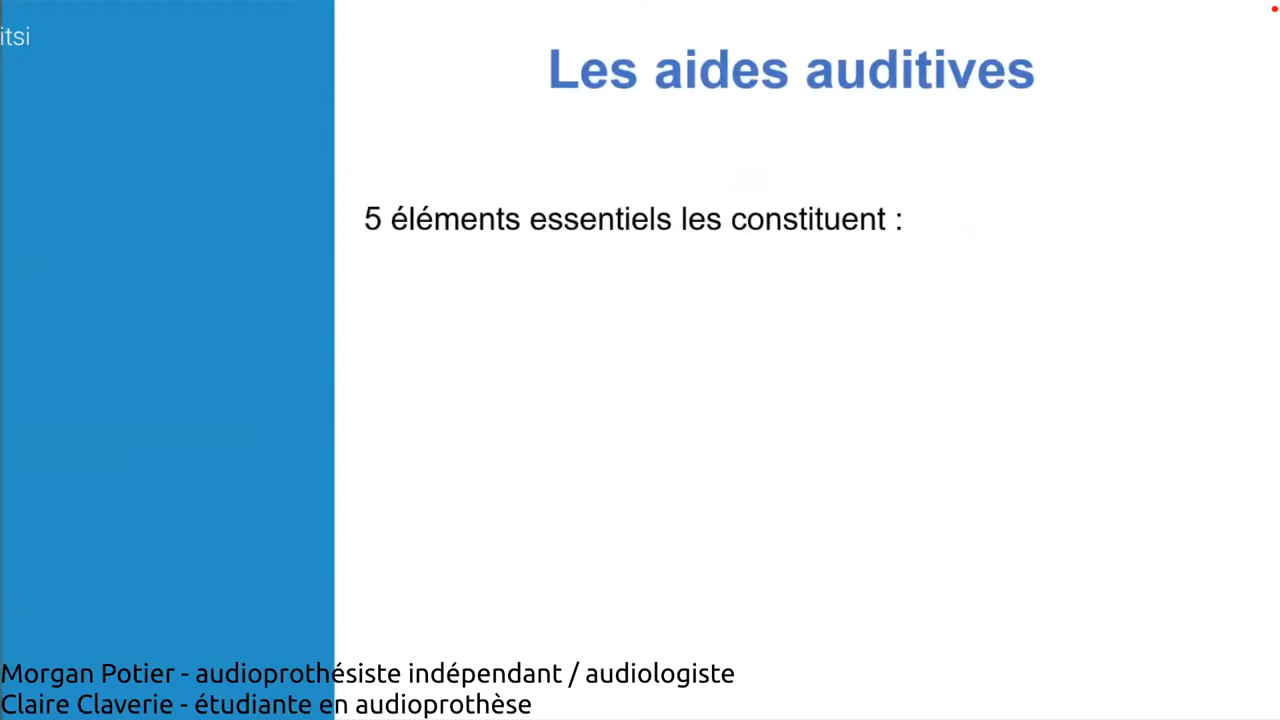 itsi
Les aides auditives
5 éléments essentiels les constituent :
Morgan Potier - audioprothésiste indépendant / audiologiste
Claire Claverie - étudiante en audioprothèse